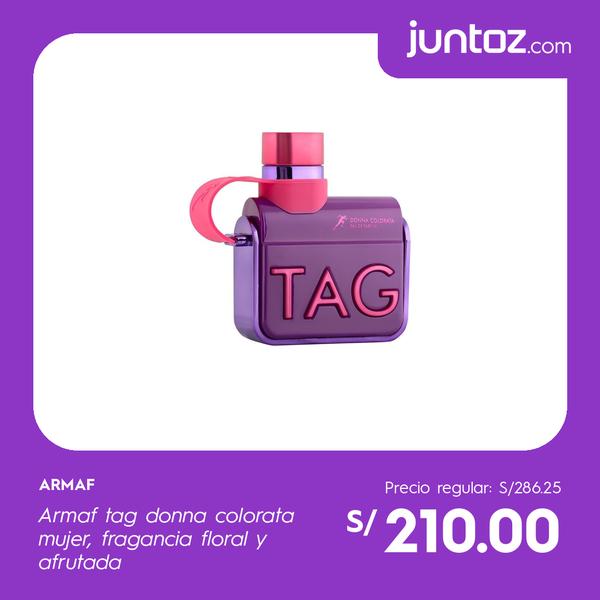 juntoz.com
DONNA COLORATA
TAG
ARMAF
Armaf tag donna colorata
mujer, fragancia floral y
afrutada
Precio regular: S/286.25
S/ 210.00